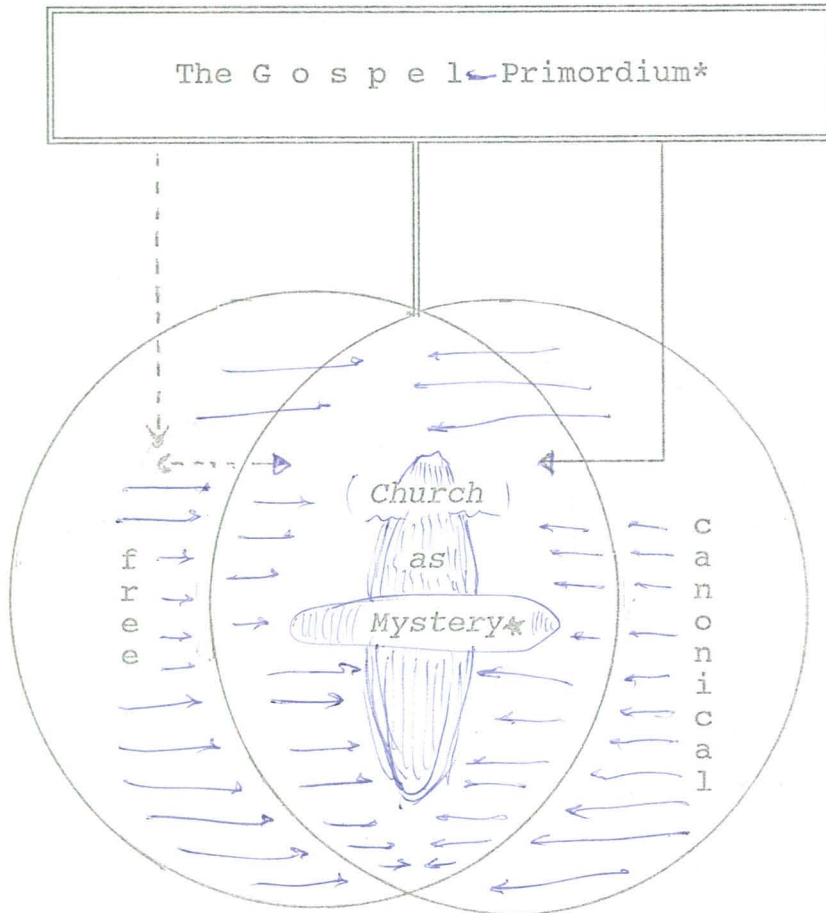 The G o s p e l-Primordium*
Church
as
Mystery*
free
canonical